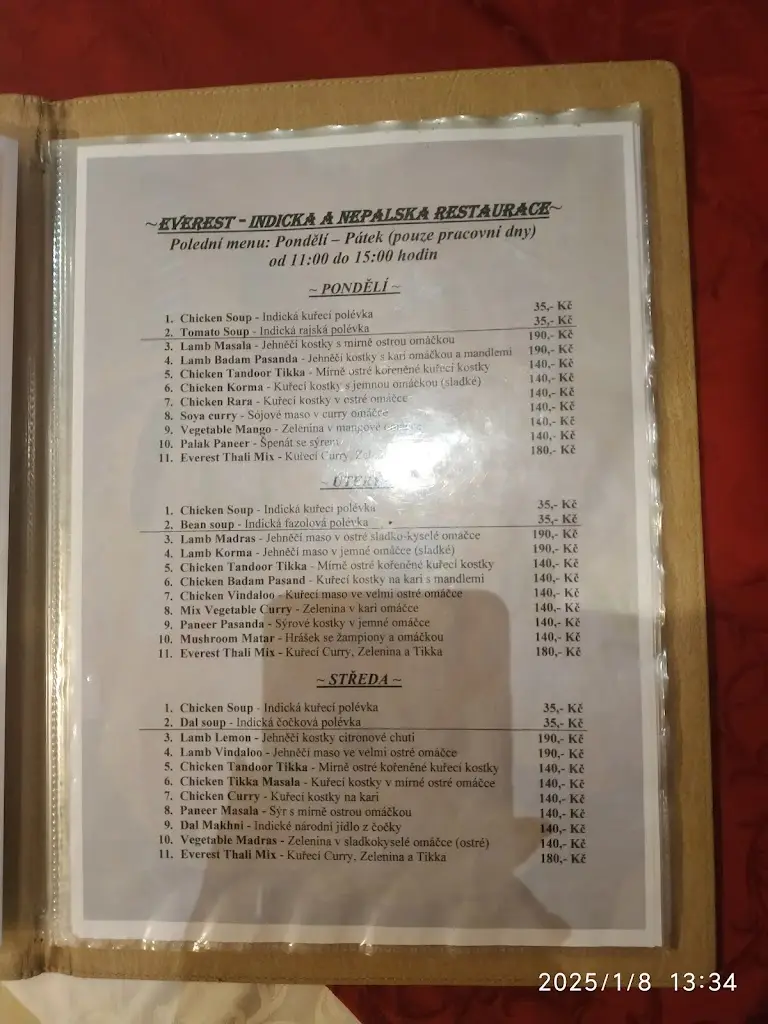 ~EVEREST - INDICKA A NEPALSKA RESTAURACE~
Polední menu: Pondělí – Pátek (pouze pracovní dny)
od 11:00 do 15:00 hodin
~ PONDĚLÍ ~
1. Chicken Soup - Indická kuřecí polévka 35,- Kč
2. Tomato Soup - Indická rajská polévka 35,- Kč
3. Lamb Masala - Jehněčí kostky s mírně ostrou omáčkou 190,- Kč
4. Lamb Badam Pasanda - Jehněčí kostky s kari omáčkou a mandlemi 190,- Kč
5. Chicken Tandoor Tikka - Mírně ostré kořeněné kuřecí kostky 140,- Kč
6. Chicken Korma - Kuřecí kostky s jemnou omáčkou (sladké) 140,- Kč
7. Chicken Rara - Kuřecí kostky v ostré omáčce 140,- Kč
8. Soya curry - Sójové maso v curry omáčce 140,- Kč
9. Vegetable Mango - Zelenina v mangové omáčce 140,- Kč
10. Palak Paneer - Špenát se sýrem 140,- Kč
11. Everest Thali Mix - Kuřecí Curry, 180,- Kč
~ ÚTERÝ ~
1. Chicken Soup - Indická kuřecí polévka 35,- Kč
2. Bean soup - Indická fazolová polévka 35,- Kč
3. Lamb Madras - Jehněčí maso v ostré sladko-kyselé omáčce 190,- Kč
4. Lamb Korma - Jehněčí maso v jemné omáčce (sladké) 190,- Kč
5. Chicken Tandoor Tikka - Mírně ostré kořeněné kuřecí kostky 140,- Kč
6. Chicken Badam Pasand - Kuřecí kostky na kari s mandlemi 140,- Kč
7. Chicken Vindaloo - Kuřecí maso ve velmi ostré omáčce 140,- Kč
8. Mix Vegetable Curry - Zelenina v kari omáčce 140,- Kč
9. Paneer Pasanda - Sýrové kostky v jemné omáčce 140,- Kč
10. Mushroom Matar - Hrášek se žampiony a omáčkou 140,- Kč
11. Everest Thali Mix - Kuřecí Curry, Zelenina a Tikka 180,- Kč
~ STŘEDA ~
1. Chicken Soup - Indická kuřecí polévka 35,- Kč
2. Dal soup - Indická čočková polévka 35,- Kč
3. Lamb Lemon - Jehněčí kostky citronové chuti 190,- Kč
4. Lamb Vindaloo - Jehněčí maso ve velmi ostré omáčce 190,- Kč
5. Chicken Tandoor Tikka - Mírně ostré kořeněné kuřecí kostky 140,- Kč
6. Chicken Tikka Masala - Kuřecí kostky v mírně ostré omáčce 140,- Kč
7. Chicken Curry - Kuřecí kostky na kari 140,- Kč
8. Paneer Masala - Sýr s mírně ostrou omáčkou 140,- Kč
9. Dal Makhni - Indické národní jídlo z čočky 140,- Kč
10. Vegetable Madras - Zelenina v sladkokyselé omáčce (ostré) 140,- Kč
11. Everest Thali Mix - Kuřecí Curry, Zelenina a Tikka 180,- Kč
2025/1/8 13:34